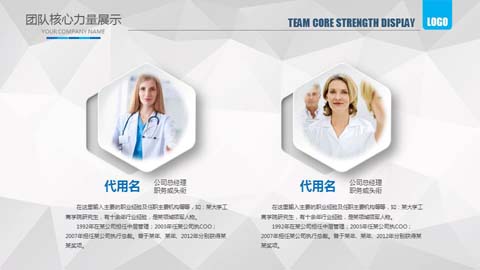 团队核心力量展示
YOUR COMPANY NAME
TEAM CORE STRENGTH DISPLAY
LOGO
代用名
公司总经理
职务或头衔
在这里输入主要的职业经验及任职主要机构等等，如：某大学工
商学院研究生，有十余年行业经验，是某领域领军人物。
1992年在某公司担任中层管理：2003年任某公司执COO：
2007年担任某公司执行总裁。曾于某年、某年、2012年分别获得某
某奖项。
代用名
公司总经理
职务或头衔
在这里输入主要的职业经验及任职主要机构等等，如：某大学工
商学院研究生，有十余年行业经验，是某领域领军人物。
1992年在某公司担任中层管理：2003年任某公司执COO：
2007年担任某公司执行总裁。曾于某年、某年、2012年分别获得某
某奖项。